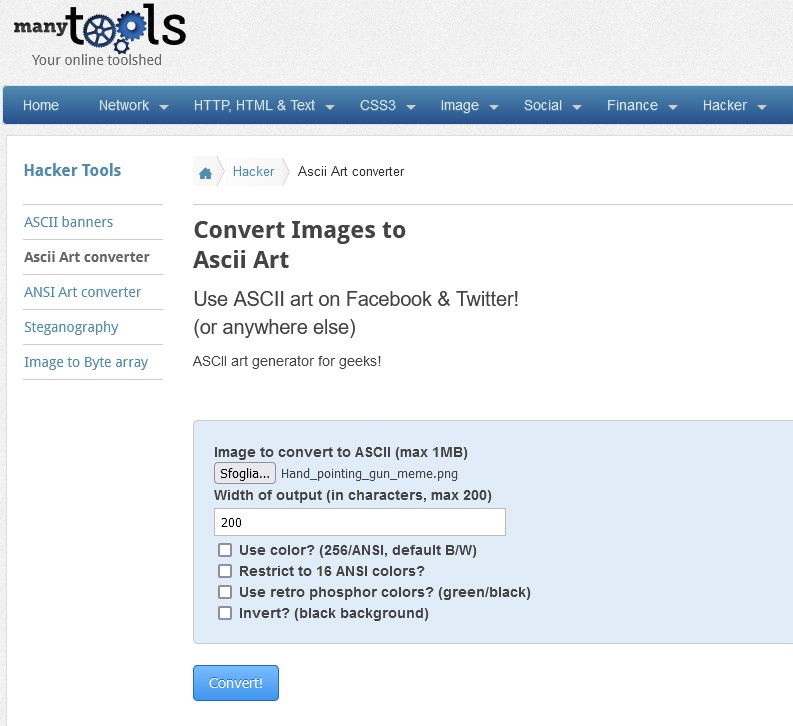 manytools
Your online toolshed
Home Network HTTP, HTML & Text CSS3 Image Social Finance Hacker
Hacker Tools
ASCII banners
Ascii Art converter
ANSI Art converter
Steganography
Image to Byte array
Hacker Ascii Art converter
Convert Images to
Ascii Art
Use ASCII art on Facebook & Twitter!
(or anywhere else)
ASCII art generator for geeks!
Image to convert to ASCII (max 1MB)
Sfoglia... Hand_pointing_gun_meme.png
Width of output (in characters, max 200)
200
Use color? (256/ANSI, default B/W)
Restrict to 16 ANSI colors?
Use retro phosphor colors? (green/black)
Invert? (black background)
Convert!